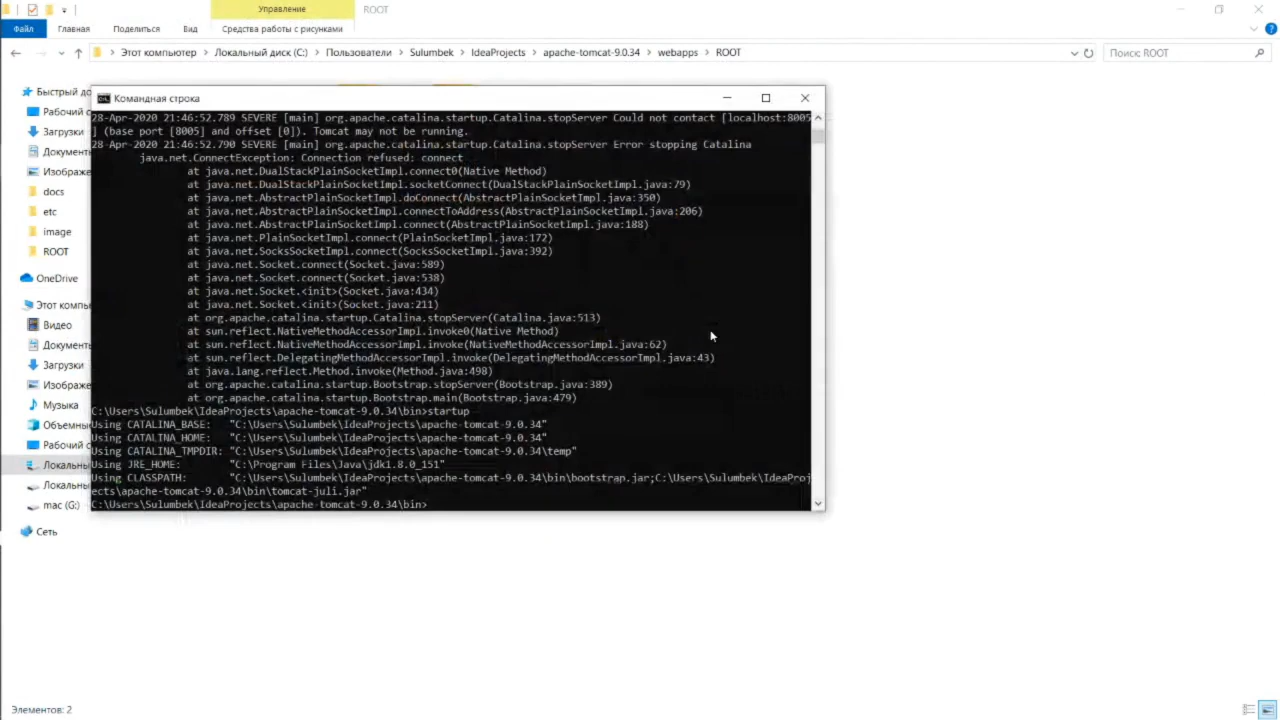 Управление
ROOT
Файл
Главная
Поделиться
Вид
Средства работы с рисунками
Этот компьютер > Локальный диск (C:) > Пользователи > Sulumbek > IdeaProjects > apache-tomcat-9.0.34 > webapps > ROOT
Поиск: ROOT
Быстрый до
Рабочий с
Загрузки
Документ
Изображе
docs
etc
image
ROOT
OneDrive
Этот компь
Видео
Документ
Загрузки
Изображе
Музыка
Объемны
Рабочий с
Локальны
Локальны
mac (G:)
Сеть
Командная строка
28-Apr-2020 21:46:52.789 SEVERE [main] org.apache.catalina.startup.Catalina.stopServer Could not contact [localhost:8005
] (base port [8005] and offset [0]). Tomcat may not be running.
28-Apr-2020 21:46:52.790 SEVERE [main] org.apache.catalina.startup.Catalina.stopServer Error stopping Catalina
java.net.ConnectException: Connection refused: connect
at java.net.DualStackPlainSocketImpl.connect0(Native Method)
at java.net.DualStackPlainSocketImpl.socketConnect(DualStackPlainSocketImpl.java:79)
at java.net.AbstractPlainSocketImpl.doConnect(AbstractPlainSocketImpl.java:350)
at java.net.AbstractPlainSocketImpl.connectToAddress(AbstractPlainSocketImpl.java:206)
at java.net.AbstractPlainSocketImpl.connect(AbstractPlainSocketImpl.java:188)
at java.net.PlainSocketImpl.connect(PlainSocketImpl.java:172)
at java.net.SocksSocketImpl.connect(SocksSocketImpl.java:392)
at java.net.Socket.connect(Socket.java:589)
at java.net.Socket.connect(Socket.java:538)
at java.net.Socket.<init>(Socket.java:434)
at java.net.Socket.<init>(Socket.java:211)
at org.apache.catalina.startup.Catalina.stopServer(Catalina.java:513)
at sun.reflect.NativeMethodAccessorImpl.invoke0(Native Method)
at sun.reflect.NativeMethodAccessorImpl.invoke(NativeMethodAccessorImpl.java:62)
at sun.reflect.DelegatingMethodAccessorImpl.invoke(DelegatingMethodAccessorImpl.java:43)
at java.lang.reflect.Method.invoke(Method.java:498)
at org.apache.catalina.startup.Bootstrap.stopServer(Bootstrap.java:389)
at org.apache.catalina.startup.Bootstrap.main(Bootstrap.java:479)
C:\Users\Sulumbek\IdeaProjects\apache-tomcat-9.0.34\bin>startup
Using CATALINA_BASE: "C:\Users\Sulumbek\IdeaProjects\apache-tomcat-9.0.34"
Using CATALINA_HOME: "C:\Users\Sulumbek\IdeaProjects\apache-tomcat-9.0.34"
Using CATALINA_TMPDIR: "C:\Users\Sulumbek\IdeaProjects\apache-tomcat-9.0.34\temp"
Using JRE_HOME: "C:\Program Files\Java\jdk1.8.0_151"
Using CLASSPATH: "C:\Users\Sulumbek\IdeaProjects\apache-tomcat-9.0.34\bin\bootstrap.jar;C:\Users\Sulumbek\IdeaProj
ects\apache-tomcat-9.0.34\bin\tomcat-juli.jar"
C:\Users\Sulumbek\IdeaProjects\apache-tomcat-9.0.34\bin>
Элементов: 2